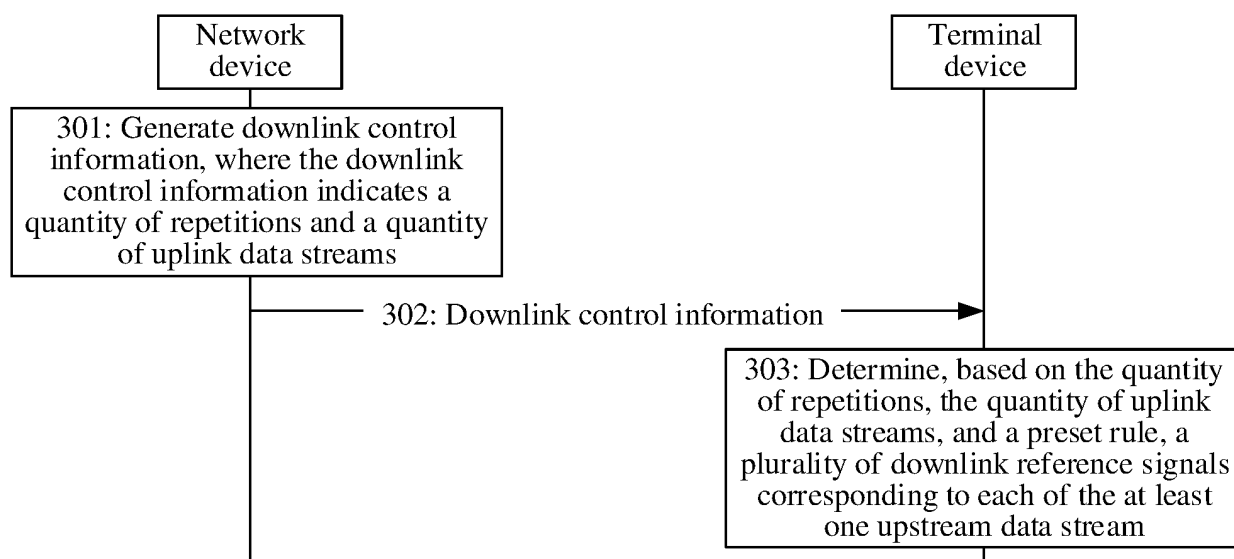 Network
device
Terminal
device
301: Generate downlink control
information, where the downlink
control information indicates a
quantity of repetitions and a quantity
of uplink data streams
302: Downlink control information
303: Determine, based on the quantity
of repetitions, the quantity of uplink
data streams, and a preset rule, a
plurality of downlink reference signals
corresponding to each of the at least
one upstream data stream